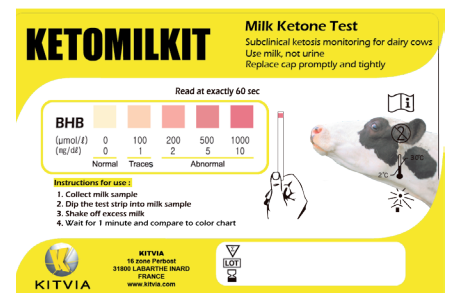 KETOMILKIT
Milk Ketone Test
Subclinical ketosis monitoring for dairy cows
Use milk, not urine
Replace cap promptly and tightly
Read at exactly 60 sec
BHB
(µmol/ℓ) 0 100 200 500 1000
(mg/dℓ) 0 1 2 5 10
Normal Traces Abnormal
Instructions for use :
1. Collect milk sample
2. Dip the test strip into milk sample
3. Shake off excess milk
4. Wait for 1 minute and compare to color chart
30°C
2°C
KITVIA
KITVIA
16 zone Perbost
31800 LABARTHE INARD
FRANCE
www.kitvia.com
LOT